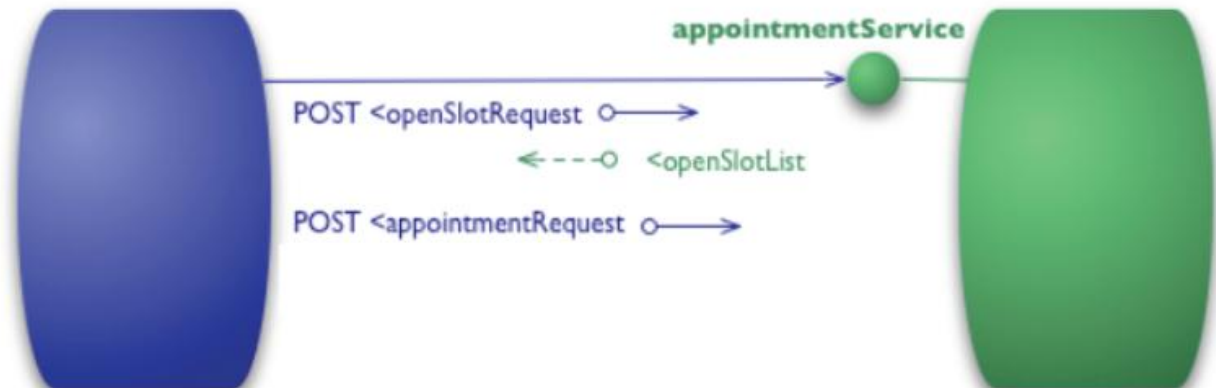 appointmentService
POST <openSlotRequest
<openSlotList
POST <appointmentRequest